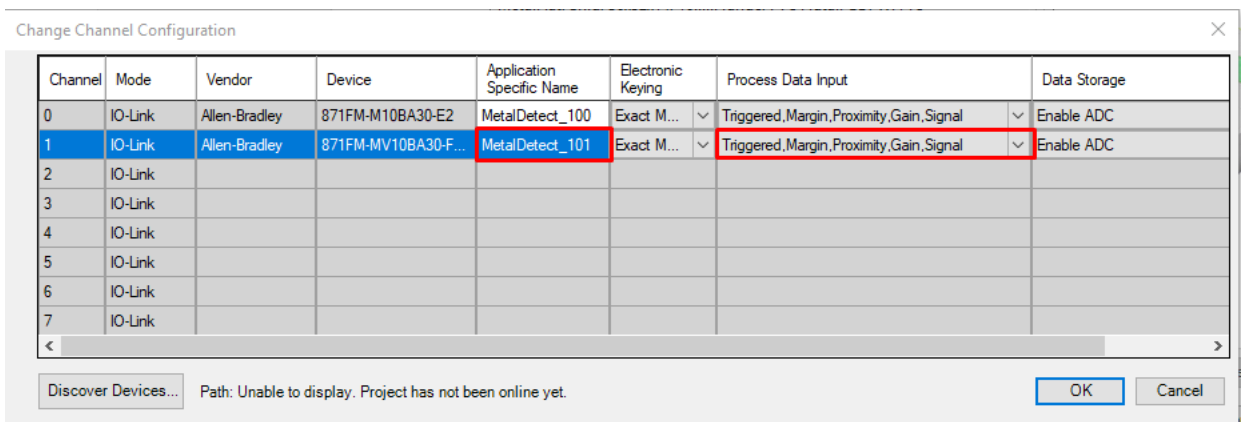 Change Channel Configuration
Channel Mode Vendor Device Application Specific Name Electronic Keying Process Data Input Data Storage
0 IO-Link Allen-Bradley 871FM-M10BA30-E2 MetalDetect_100 Exact M... Triggered,Margin,Proximity,Gain,Signal Enable ADC
1 IO-Link Allen-Bradley 871FM-MV10BA30-F... MetalDetect_101 Exact M... Triggered,Margin,Proximity,Gain,Signal Enable ADC
2 IO-Link
3 IO-Link
4 IO-Link
5 IO-Link
6 IO-Link
7 IO-Link
Discover Devices... Path: Unable to display. Project has not been online yet. OK Cancel